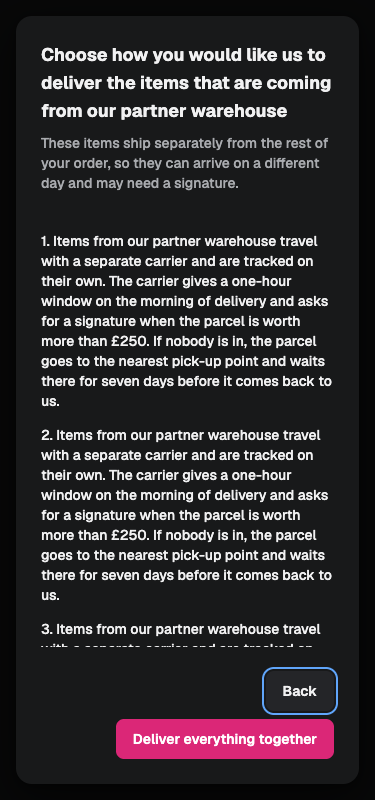 Choose how you would like us to
deliver the items that are coming
from our partner warehouse
These items ship separately from the rest of
your order, so they can arrive on a different
day and may need a signature.
1. Items from our partner warehouse travel
with a separate carrier and are tracked on
their own. The carrier gives a one-hour
window on the morning of delivery and asks
for a signature when the parcel is worth
more than £250. If nobody is in, the parcel
goes to the nearest pick-up point and waits
there for seven days before it comes back to
us.
2. Items from our partner warehouse travel
with a separate carrier and are tracked on
their own. The carrier gives a one-hour
window on the morning of delivery and asks
for a signature when the parcel is worth
more than £250. If nobody is in, the parcel
goes to the nearest pick-up point and waits
there for seven days before it comes back to
us.
3. Items from our partner warehouse travel
with a separate carrier and are tracked on
Back
Deliver everything together